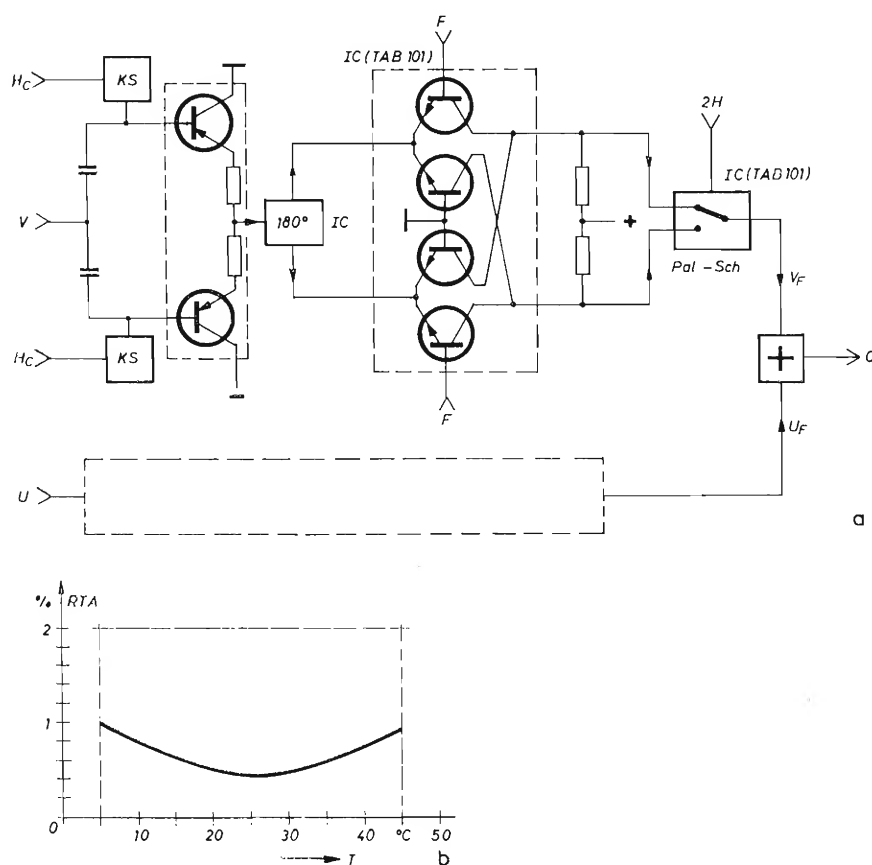 F
IC (TAB 101)
H_C
KS
2H
IC (TAB 101)
V
180°
IC
+
Pal - Sch
V_F
H_C
KS
F
+
U_F
U
a
% RTA
2
1
0
10
20
30
40
°C
50
T
b